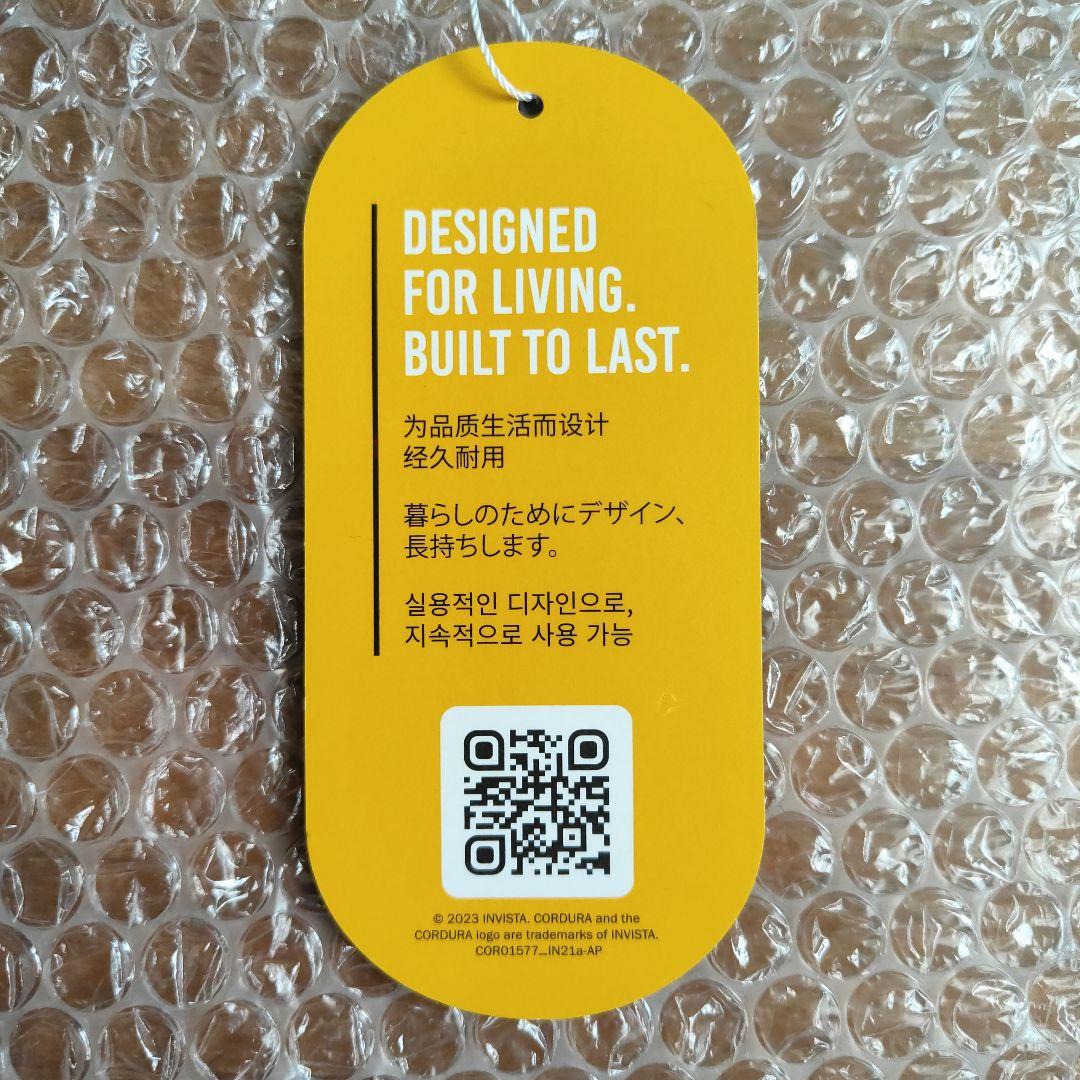 DESIGNED
FOR LIVING.
BUILT TO LAST.
为品质生活而设计
经久耐用
暮らしのためにデザイン、
長持ちします。
실용적인 디자인으로,
지속적으로 사용 가능
© 2023 INVISTA. CORDURA and the
CORDURA logo are trademarks of INVISTA.
COR01577_IN21a-AP